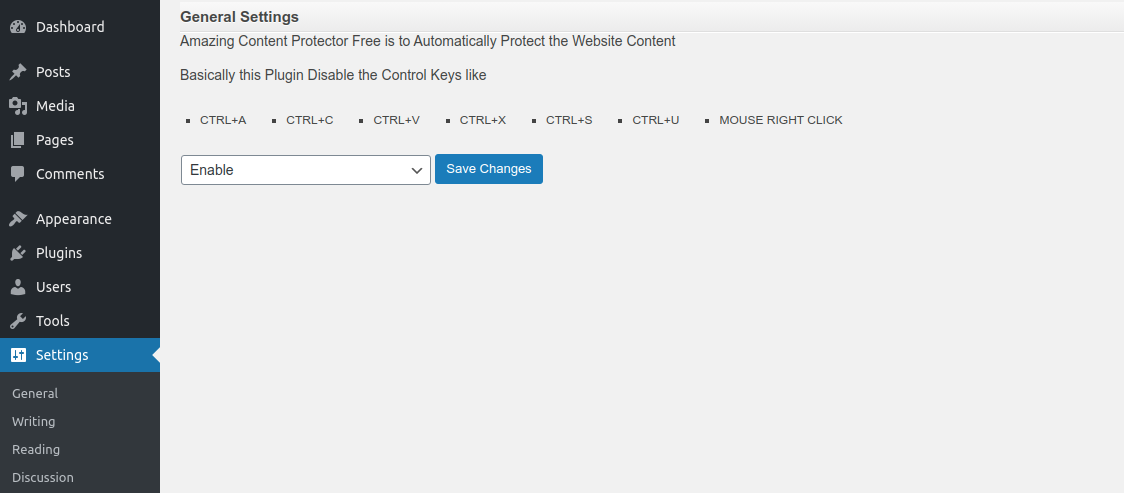 Dashboard
Posts
Media
Pages
Comments
Appearance
Plugins
Users
Tools
Settings
General
Writing
Reading
Discussion
General Settings
Amazing Content Protector Free is to Automatically Protect the Website Content
Basically this Plugin Disable the Control Keys like
CTRL+A CTRL+C CTRL+V CTRL+X CTRL+S CTRL+U MOUSE RIGHT CLICK
Enable Save Changes